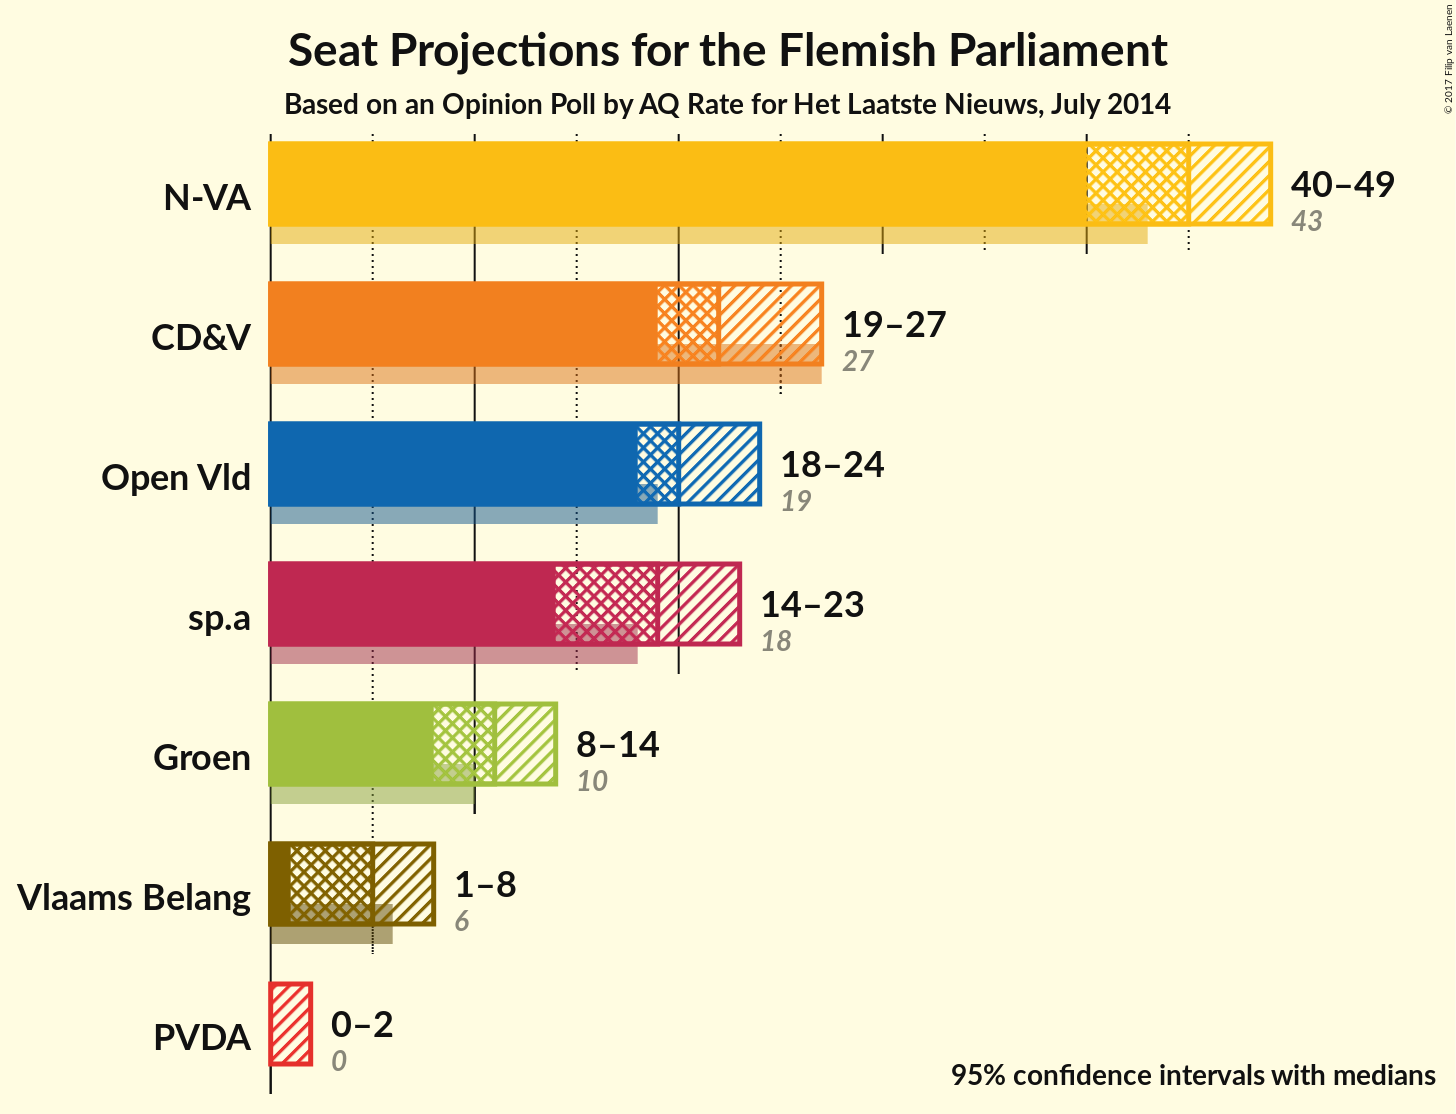 Seat Projections for the Flemish Parliament
Based on an Opinion Poll by AQ Rate for Het Laatste Nieuws, July 2014
© 2017 Filip van Laenen
N-VA
40–49
43
CD&V
19–27
27
Open Vld
18–24
19
sp.a
14–23
18
Groen
8–14
10
Vlaams Belang
1–8
6
PVDA
0–2
0
95% confidence intervals with medians